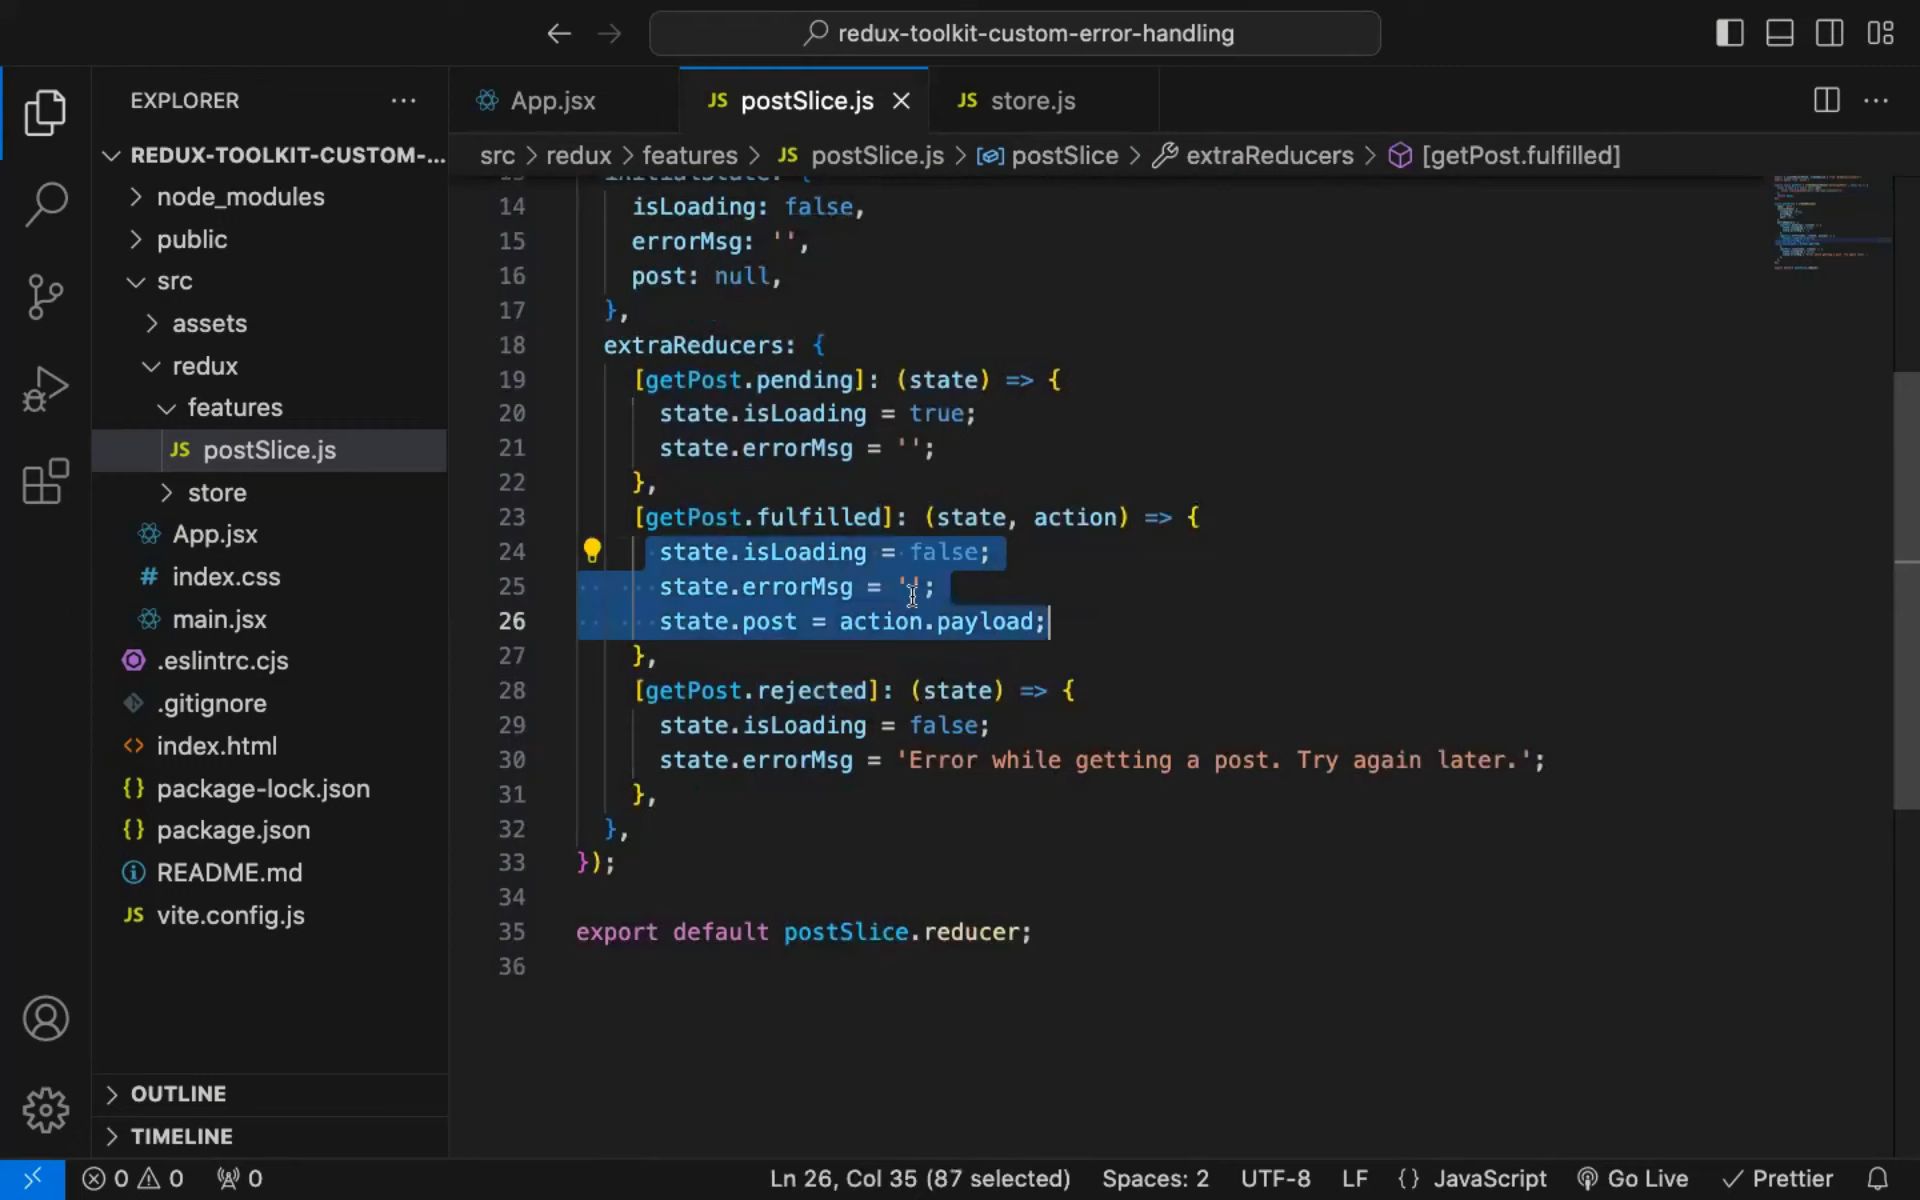 redux-toolkit-custom-error-handling
EXPLORER
App.jsx
JS postSlice.js
JS store.js
REDUX-TOOLKIT-CUSTOM-...
src > redux > features > JS postSlice.js > postSlice > extraReducers > [getPost.fulfilled]
node_modules
public
src
assets
redux
features
JS postSlice.js
store
App.jsx
# index.css
main.jsx
.eslintrc.cjs
.gitignore
<> index.html
{} package-lock.json
{} package.json
README.md
JS vite.config.js
OUTLINE
TIMELINE
13 initialState: {
14 isLoading: false,
15 errorMsg: '',
16 post: null,
17 },
18 extraReducers: {
19 [getPost.pending]: (state) => {
20 state.isLoading = true;
21 state.errorMsg = '';
22 },
23 [getPost.fulfilled]: (state, action) => {
24 state.isLoading = false;
25 state.errorMsg = '';
26 state.post = action.payload;
27 },
28 [getPost.rejected]: (state) => {
29 state.isLoading = false;
30 state.errorMsg = 'Error while getting a post. Try again later.';
31 },
32 },
33 });
34
35 export default postSlice.reducer;
36
0 0 0 Ln 26, Col 35 (87 selected) Spaces: 2 UTF-8 LF {} JavaScript Go Live Prettier